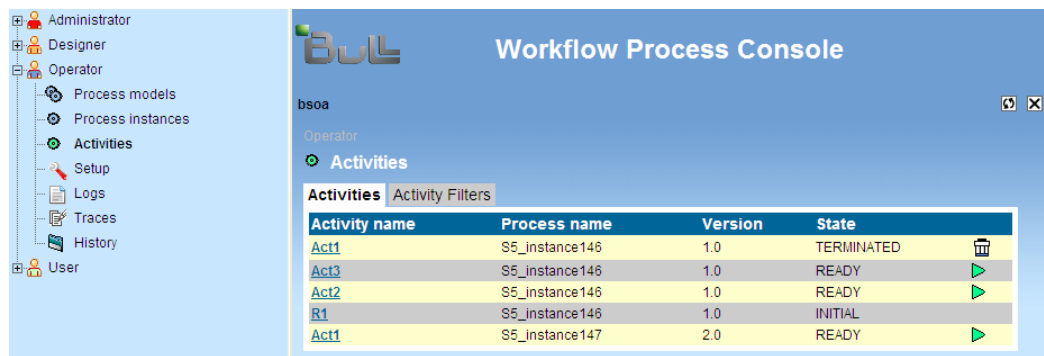 Administrator
Designer
Operator
Process models
Process instances
Activities
Setup
Logs
Traces
History
User
Bull
Workflow Process Console
bsoa
Operator
Activities
Activities Activity Filters
Activity name Process name Version State
Act1 S5_instance146 1.0 TERMINATED
Act3 S5_instance146 1.0 READY
Act2 S5_instance146 1.0 READY
R1 S5_instance146 1.0 INITIAL
Act1 S5_instance147 2.0 READY